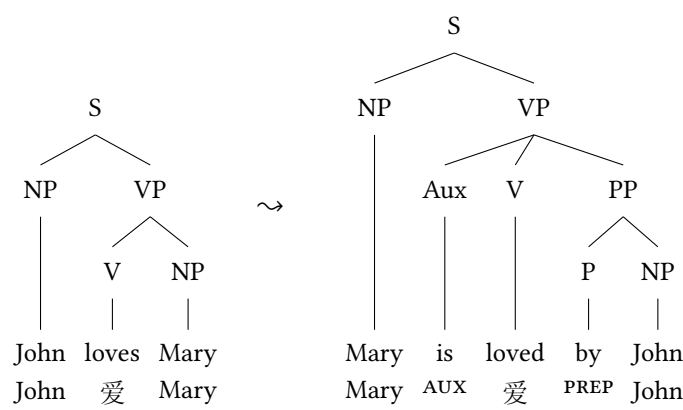 S
S
NP VP
NP VP
⤳
Aux V PP
V NP
P NP
John loves Mary
Mary is loved by John
John 爱 Mary
Mary AUX 爱 PREP John